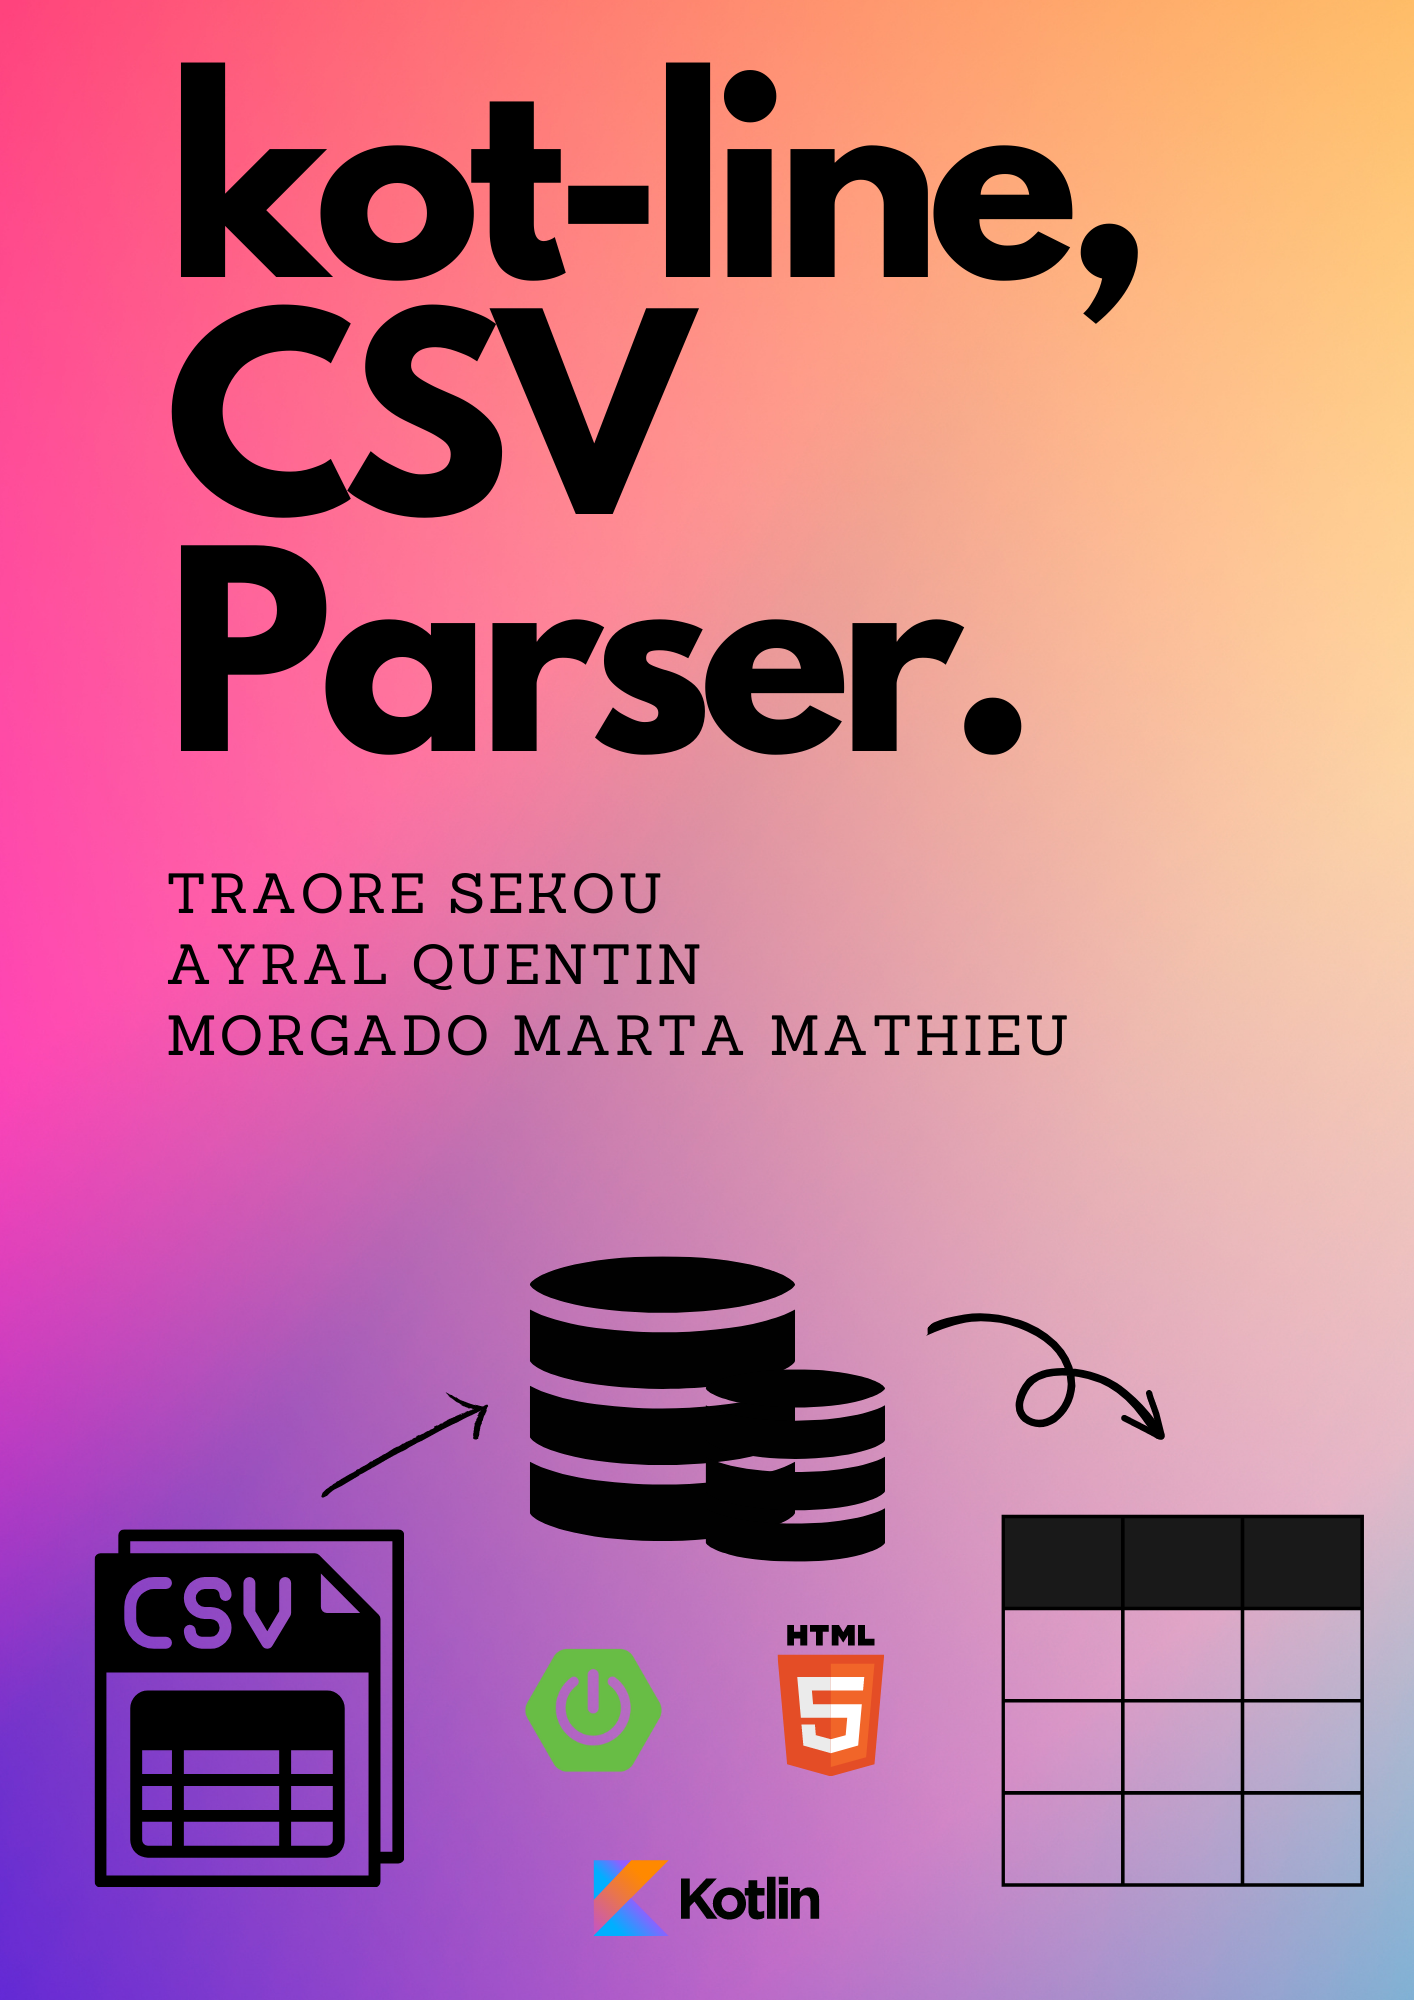 kot-line,
CSV
Parser.
TRAORE SEKOU
AYRAL QUENTIN
MORGADO MARTA MATHIEU
CSV
HTML
5
Kotlin